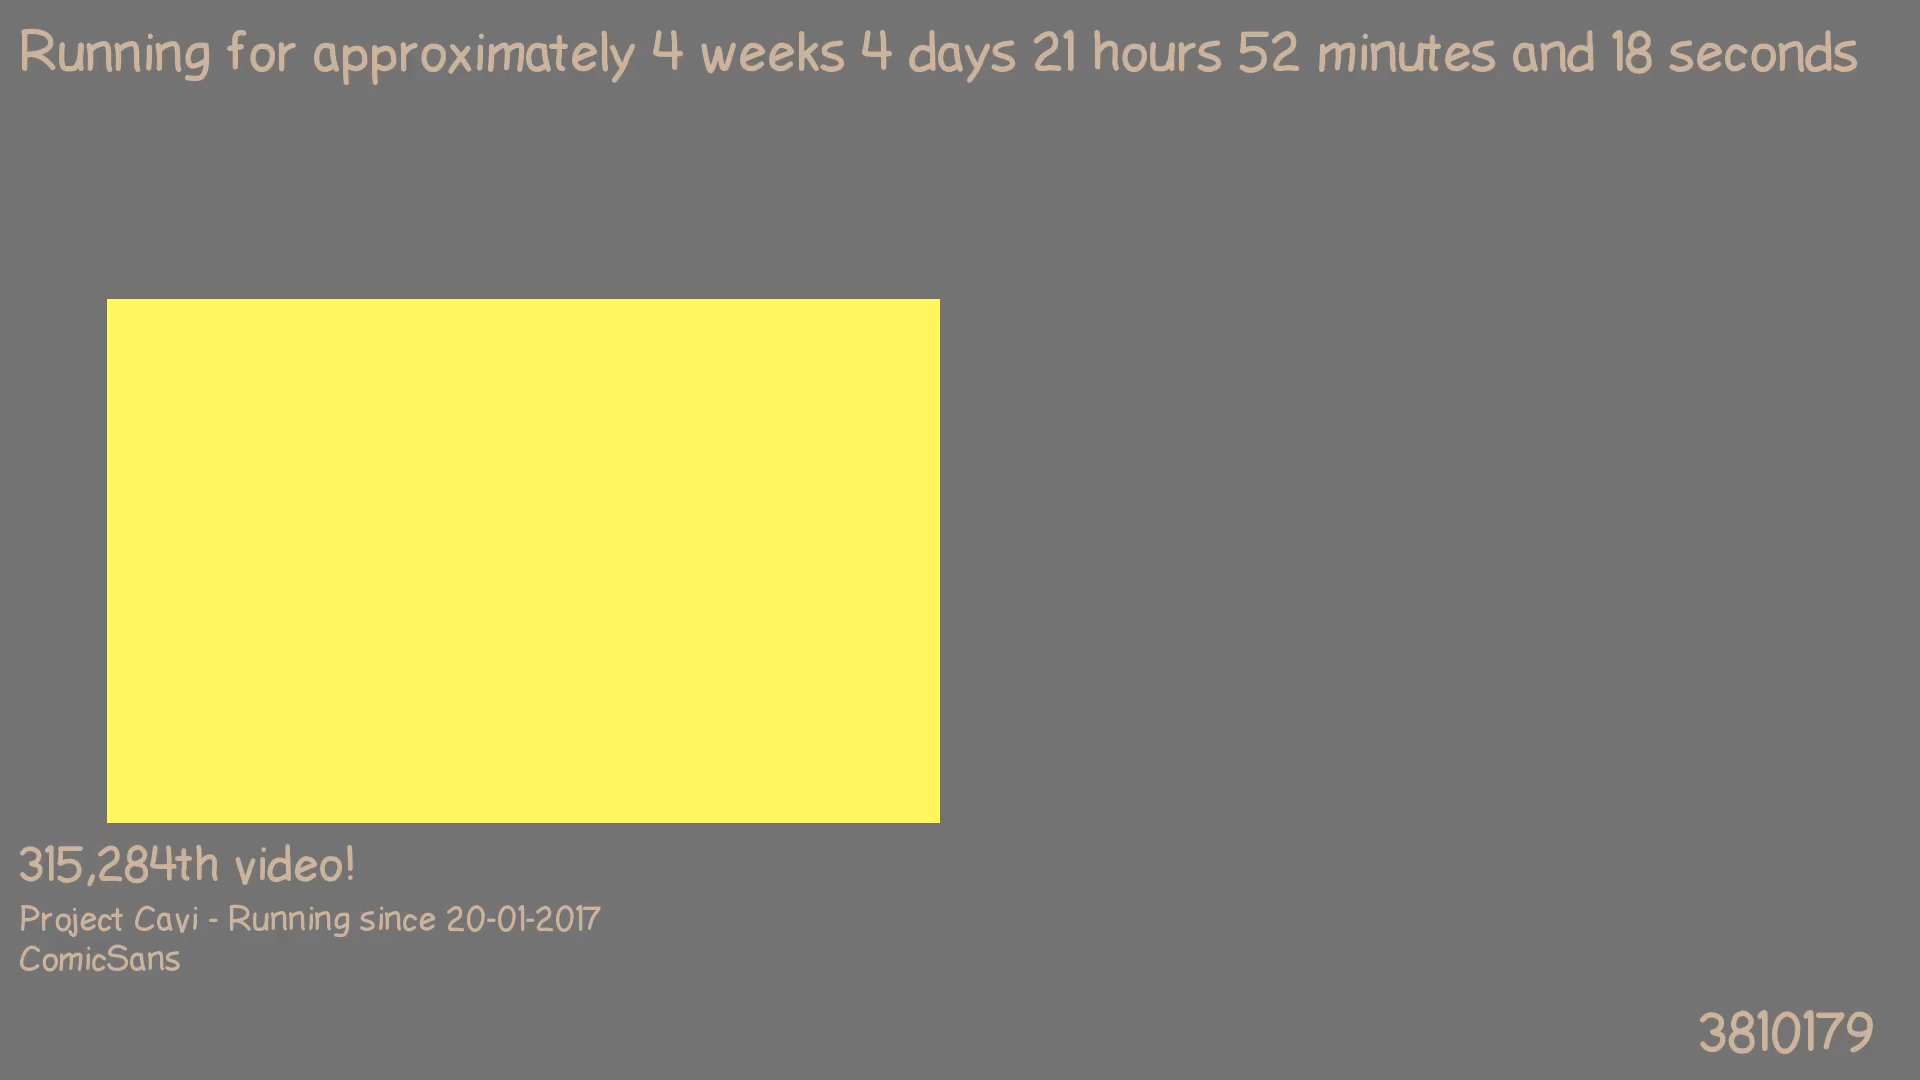 Running for approximately 4 weeks 4 days 21 hours 52 minutes and 18 seconds
315,284th video!
Project Cavi - Running since 20-01-2017
ComicSans
3810179